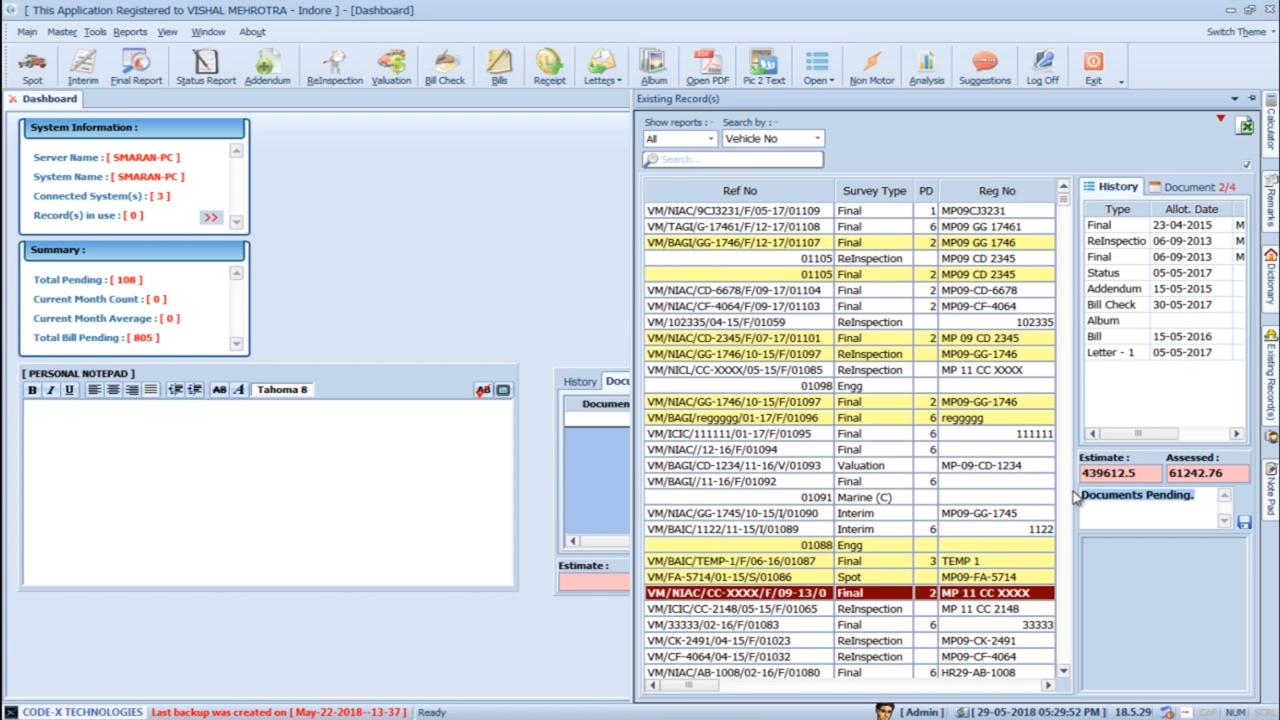 [ This Application Registered to VISHAL MEHROTRA - Indore ] - [Dashboard]
Main Master Tools Reports View Window About Switch Theme
Spot Interim Final Report Status Report Addendum ReInspection Valuation Bill Check Bills Receipt Letters Album Open PDF Pic 2 Text Open Non Motor Analysis Suggestions Log Off Exit
Dashboard
System Information :
Server Name : [ SMARAN-PC ]
System Name : [ SMARAN-PC ]
Connected System(s) : [ 3 ]
Record(s) in use : [ 0 ] >>
Summary :
Total Pending : [ 108 ]
Current Month Count : [ 0 ]
Current Month Average : [ 0 ]
Total Bill Pending : [ 805 ]
[ PERSONAL NOTEPAD ]
B I U AB A Tahoma 8
History Docu
Documen
Estimate :
Existing Record(s)
Show reports : - Search by : -
All Vehicle No
Search...
Ref No Survey Type PD Reg No
VM/NIAC/9CJ3231/F/05-17/01109 Final 1 MP09CJ3231
VM/TAGI/G-17461/F/12-17/01108 Final 6 MP09 GG 17461
VM/BAGI/GG-1746/F/12-17/01107 Final 2 MP09 GG 1746
01105 ReInspection MP09 CD 2345
01105 Final 2 MP09 CD 2345
VM/NIAC/CD-6678/F/09-17/01104 Final 2 MP09-CD-6678
VM/NIAC/CF-4064/F/09-17/01103 Final 2 MP09-CF-4064
VM/102335/04-15/F/01059 ReInspection 102335
VM/NIAC/CD-2345/F/07-17/01101 Final 2 MP 09 CD 2345
VM/NIAC/GG-1746/10-15/F/01097 ReInspection MP09-GG-1746
VM/NICL/CC-XXXX/05-15/F/01085 ReInspection MP 11 CC XXXX
01098 Engg
VM/NIAC/GG-1746/10-15/F/01097 Final 2 MP09-GG-1746
VM/BAGI/reggggg/01-17/F/01096 Final 6 reggggg
VM/ICIC/111111/01-17/F/01095 Final 6 111111
VM/NIAC//12-16/F/01094 Final 6
VM/BAGI/CD-1234/11-16/V/01093 Valuation MP-09-CD-1234
VM/BAGI//11-16/F/01092 Final 6
01091 Marine (C)
VM/NIAC/GG-1745/10-15/I/01090 Interim MP09-GG-1745
VM/BAIC/1122/11-15/I/01089 Interim 6 1122
01088 Engg
VM/BAIC/TEMP-1/F/06-16/01087 Final 3 TEMP 1
VM/FA-5714/01-15/S/01086 Spot MP09-FA-5714
VM/NIAC/CC-XXXX/F/09-13/0 Final 2 MP 11 CC XXXX
VM/ICIC/CC-2148/05-15/F/01065 ReInspection MP 11 CC 2148
VM/33333/02-16/F/01083 Final 6 33333
VM/CK-2491/04-15/F/01023 ReInspection MP09-CK-2491
VM/CF-4064/04-15/F/01032 ReInspection MP09-CF-4064
VM/NIAC/AB-1008/02-16/F/01080 Final 6 HR29-AB-1008
History Document 2/4
Type Allot. Date
Final 23-04-2015 M
ReInspectio 06-09-2013 M
Final 06-09-2013 M
Status 05-05-2017
Addendum 15-05-2015
Bill Check 30-05-2017
Album
Bill 15-05-2016
Letter - 1 05-05-2017
Estimate : Assessed :
439612.5 61242.76
Documents Pending.
Calculator
Remarks
Dictionary
Existing Record(s)
Note Pad
CODE-X TECHNOLOGIES Last backup was created on [ May-22-2018--13-37 ] Ready [ Admin ] [ 29-05-2018 05:29:52 PM ] 18.5.29 CAP NUM SCRL